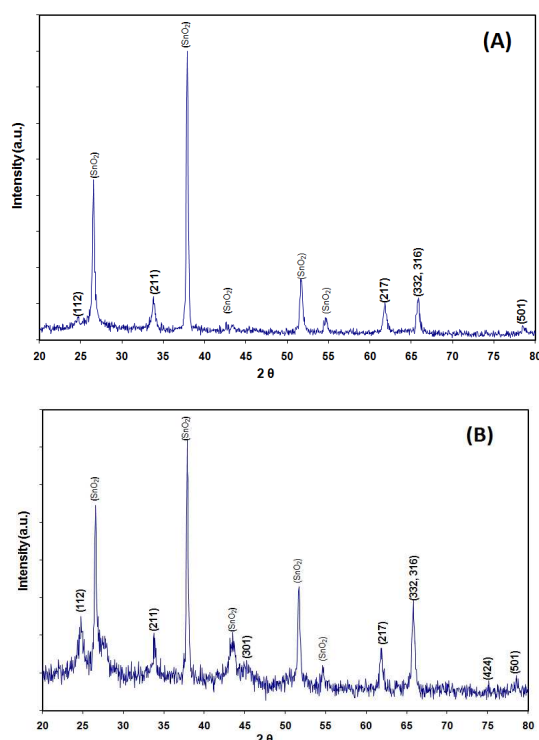 (A)
(SnO2)
(SnO2)
(112)
(211)
(SnO2)
(SnO2)
(SnO2)
(217)
(332, 316)
(501)
Intensity (a.u.)
20 25 30 35 40 45 50 55 60 65 70 75 80
2 θ
(B)
(SnO2)
(SnO2)
(112)
(211)
(SnO2)
(301)
(SnO2)
(SnO2)
(217)
(332, 316)
(424)
(501)
Intensity (a.u.)
20 25 30 35 40 45 50 55 60 65 70 75 80
2 θ